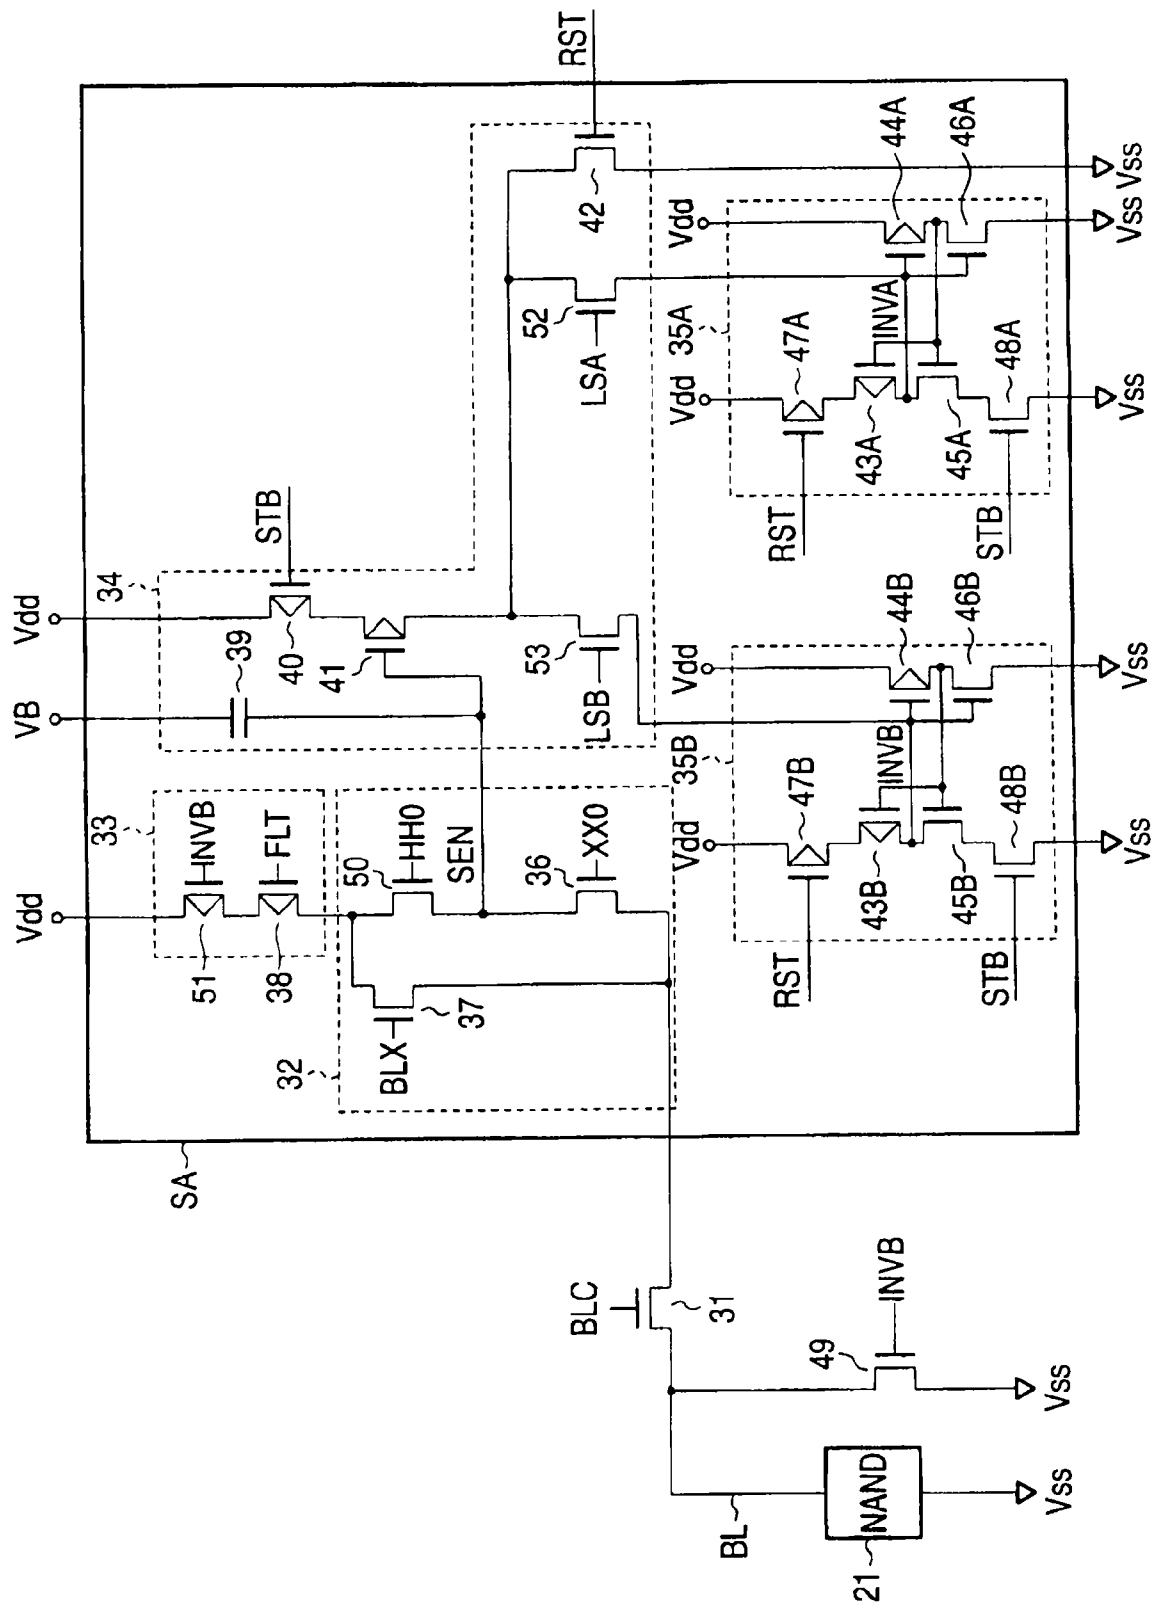 SA
Vdd
VB
Vdd
33
INVB
FLT
51
38
34
39
STB
40
41
32
50
HHO
SEN
BLX
37
36
XXO
53
LSB
52
LSA
42
RST
BLC
31
49
INVB
Vss
BL
NAND
21
Vss
35B
Vdd
Vdd
47B
RST
43B
INVB
44B
45B
46B
STB
48B
Vss
Vss
35A
Vdd
Vdd
47A
RST
43A
INVA
44A
45A
46A
STB
48A
Vss
Vss
Vss